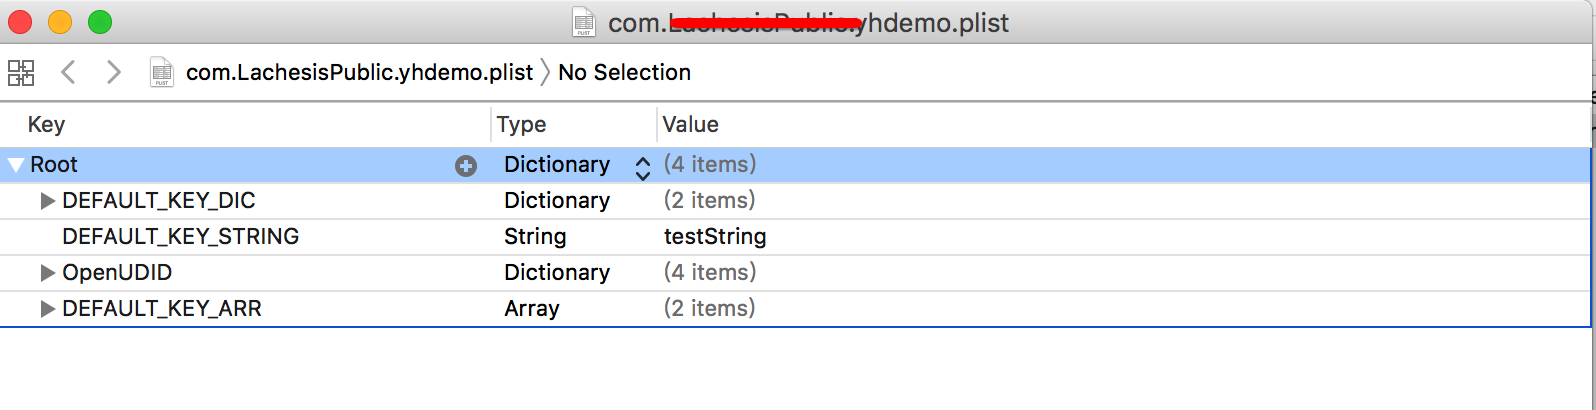 com.LachesisPublic.yhdemo.plist
com.LachesisPublic.yhdemo.plist No Selection
Key Type Value
Root Dictionary (4 items)
DEFAULT_KEY_DIC Dictionary (2 items)
DEFAULT_KEY_STRING String testString
OpenUDID Dictionary (4 items)
DEFAULT_KEY_ARR Array (2 items)